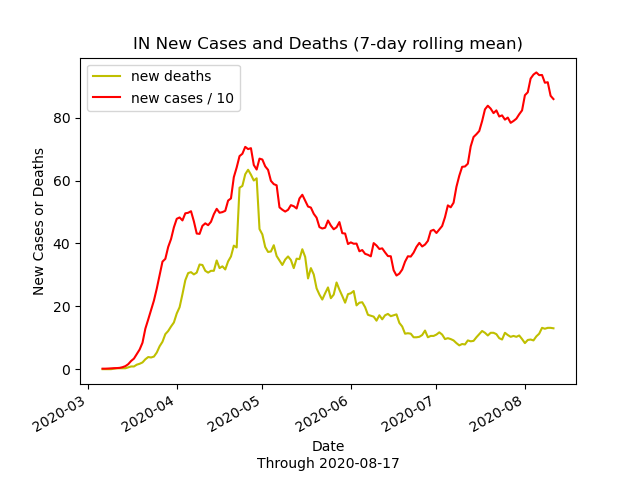 IN New Cases and Deaths (7-day rolling mean)
new deaths
new cases / 10
New Cases or Deaths
80
60
40
20
0
2020-03
2020-04
2020-05
2020-06
2020-07
2020-08
Date
Through 2020-08-17